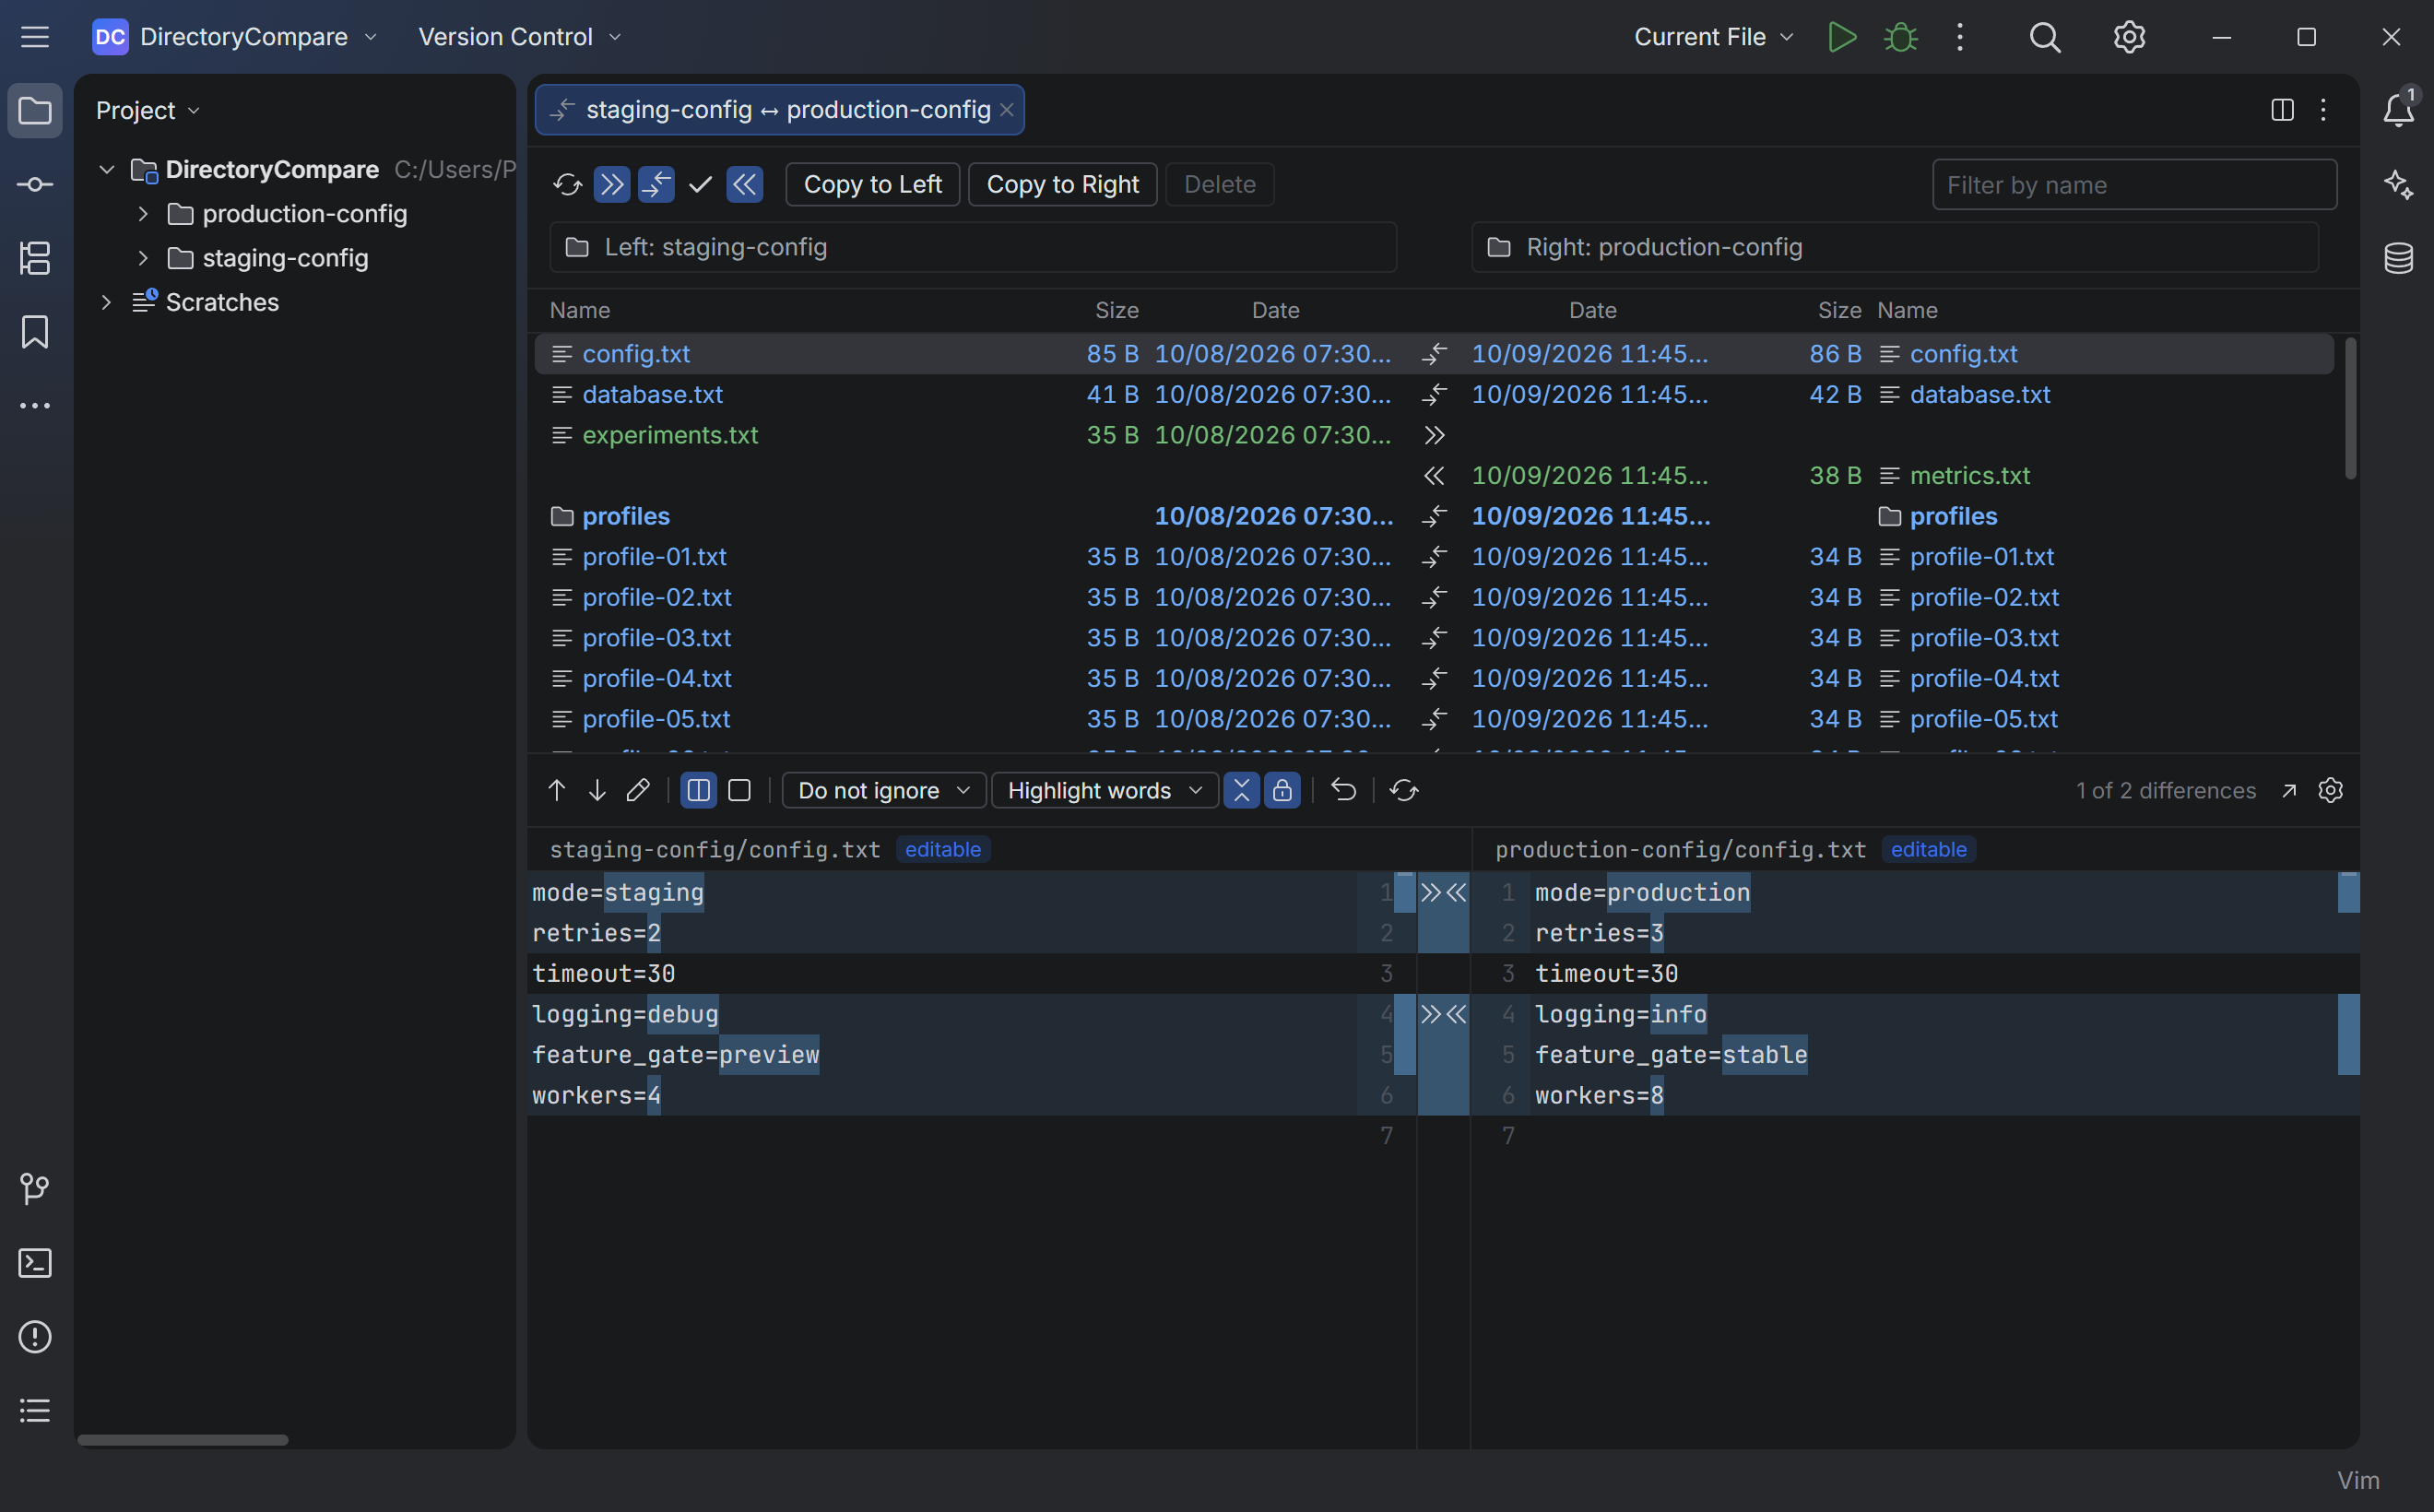 DC DirectoryCompare Version Control Current File
Project
staging-config ↔ production-config
1
DirectoryCompare C:/Users/P
production-config
staging-config
Scratches
Copy to Left Copy to Right Delete Filter by name
Left: staging-config Right: production-config
Name Size Date Date Size Name
config.txt 85 B 10/08/2026 07:30... 10/09/2026 11:45... 86 B config.txt
database.txt 41 B 10/08/2026 07:30... 10/09/2026 11:45... 42 B database.txt
experiments.txt 35 B 10/08/2026 07:30...
10/09/2026 11:45... 38 B metrics.txt
profiles 10/08/2026 07:30... 10/09/2026 11:45... profiles
profile-01.txt 35 B 10/08/2026 07:30... 10/09/2026 11:45... 34 B profile-01.txt
profile-02.txt 35 B 10/08/2026 07:30... 10/09/2026 11:45... 34 B profile-02.txt
profile-03.txt 35 B 10/08/2026 07:30... 10/09/2026 11:45... 34 B profile-03.txt
profile-04.txt 35 B 10/08/2026 07:30... 10/09/2026 11:45... 34 B profile-04.txt
profile-05.txt 35 B 10/08/2026 07:30... 10/09/2026 11:45... 34 B profile-05.txt
Do not ignore Highlight words 1 of 2 differences
staging-config/config.txt editable production-config/config.txt editable
mode=staging 1 1 mode=production
retries=2 2 2 retries=3
timeout=30 3 3 timeout=30
logging=debug 4 4 logging=info
feature_gate=preview 5 5 feature_gate=stable
workers=4 6 6 workers=8
7 7
Vim